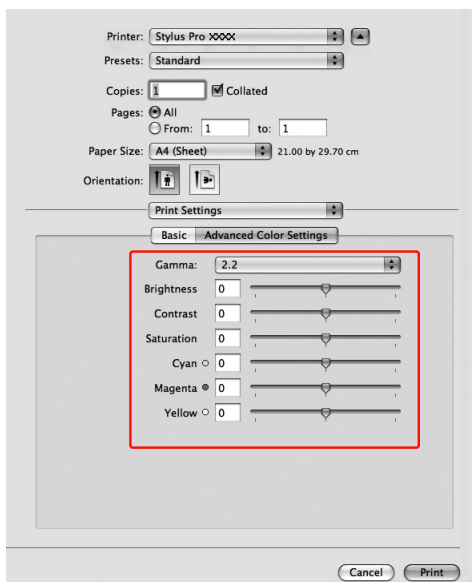 Printer: Stylus Pro XXXX
Presets: Standard
Copies: 1 Collated
Pages: All
From: 1 to: 1
Paper Size: A4 (Sheet) 21.00 by 29.70 cm
Orientation:
Print Settings
Basic Advanced Color Settings
Gamma: 2.2
Brightness 0
Contrast 0
Saturation 0
Cyan 0
Magenta 0
Yellow 0
Cancel Print